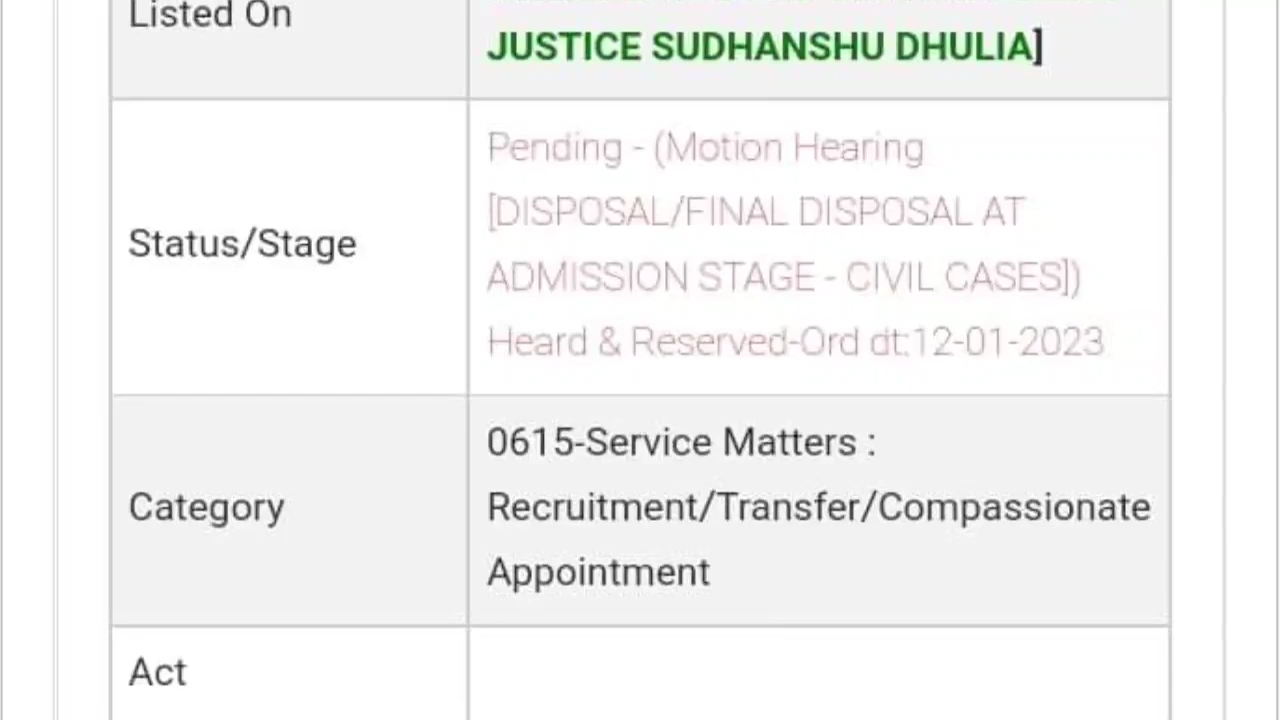 Listed On
JUSTICE SUDHANSHU DHULIA]
Status/Stage
Pending - (Motion Hearing
[DISPOSAL/FINAL DISPOSAL AT
ADMISSION STAGE - CIVIL CASES])
Heard & Reserved-Ord dt:12-01-2023
Category
0615-Service Matters :
Recruitment/Transfer/Compassionate
Appointment
Act